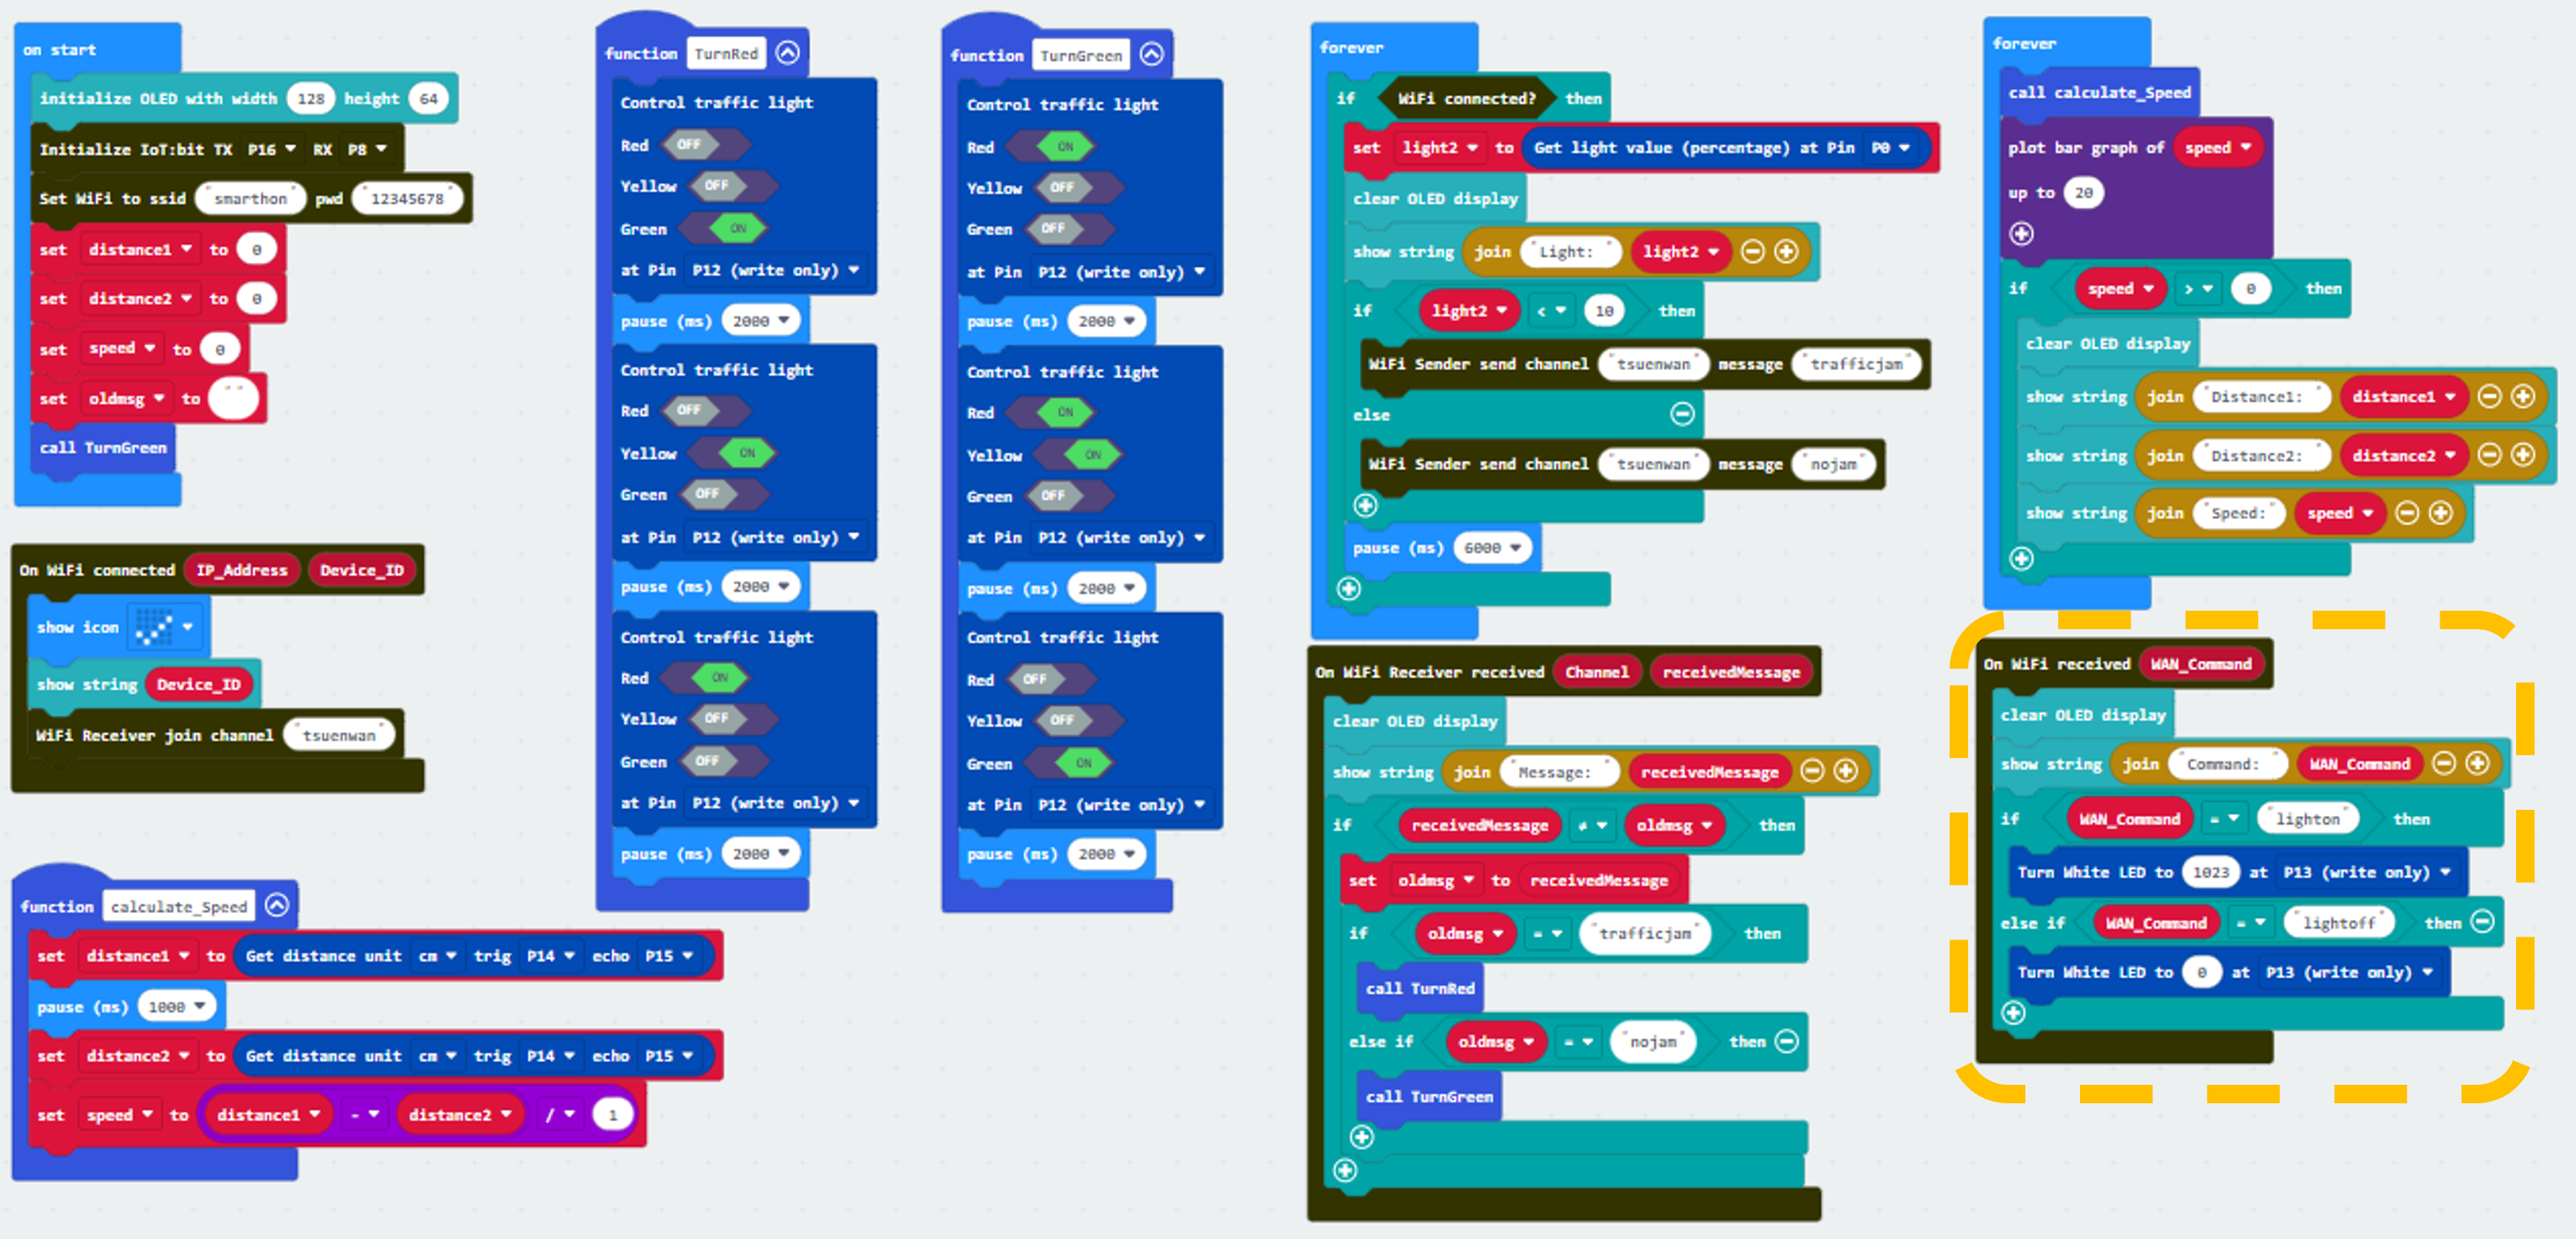 on start
initialize OLED with width 128 height 64
Initialize IoT:bit TX P16 RX P8
Set WiFi to ssid "smarthon" pwd "12345678"
set distance1 to 0
set distance2 to 0
set speed to 0
set oldmsg to " "
call TurnGreen
On WiFi connected IP_Address Device_ID
show icon
show string Device_ID
WiFi Receiver join channel "tsuenwan"
function calculate_Speed
set distance1 to Get distance unit cm trig P14 echo P15
pause (ms) 1000
set distance2 to Get distance unit cm trig P14 echo P15
set speed to distance1 - distance2 / 1
function TurnRed
Control traffic light
Red OFF
Yellow OFF
Green ON
at Pin P12 (write only)
pause (ms) 2000
Control traffic light
Red OFF
Yellow ON
Green OFF
at Pin P12 (write only)
pause (ms) 2000
Control traffic light
Red ON
Yellow OFF
Green OFF
at Pin P12 (write only)
pause (ms) 2000
function TurnGreen
Control traffic light
Red ON
Yellow OFF
Green OFF
at Pin P12 (write only)
pause (ms) 2000
Control traffic light
Red ON
Yellow ON
Green OFF
at Pin P12 (write only)
pause (ms) 2000
Control traffic light
Red OFF
Yellow OFF
Green ON
at Pin P12 (write only)
pause (ms) 2000
forever
if WiFi connected? then
set light2 to Get light value (percentage) at Pin P0
clear OLED display
show string join "Light: " light2
if light2 < 10 then
WiFi Sender send channel "tsuenwan" message "trafficjam"
else
WiFi Sender send channel "tsuenwan" message "nojam"
pause (ms) 6000
On WiFi Receiver received Channel receivedMessage
clear OLED display
show string join "Message: " receivedMessage
if receivedMessage ≠ oldmsg then
set oldmsg to receivedMessage
if oldmsg = "trafficjam" then
call TurnRed
else if oldmsg = "nojam" then
call TurnGreen
forever
call calculate_Speed
plot bar graph of speed
up to 20
if speed > 0 then
clear OLED display
show string join "Distance1: " distance1
show string join "Distance2: " distance2
show string join "Speed:" speed
On WiFi received WAN_Command
clear OLED display
show string join "Command: " WAN_Command
if WAN_Command = "lighton" then
Turn White LED to 1023 at P13 (write only)
else if WAN_Command = "lightoff" then
Turn White LED to 0 at P13 (write only)